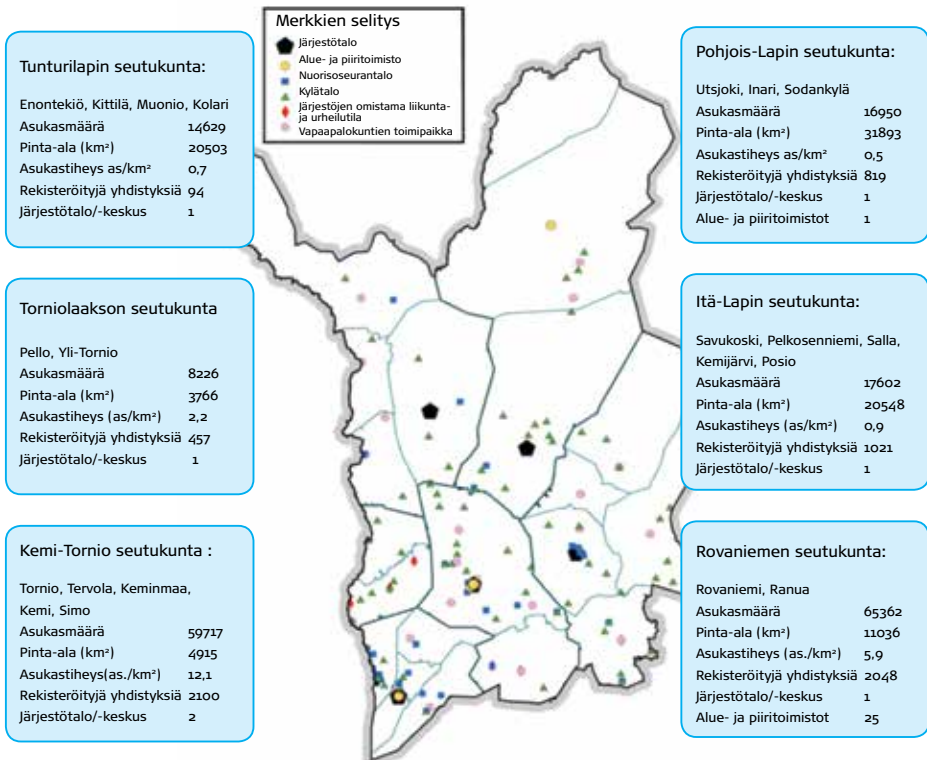 Merkkien selitys
Järjestötalo
Alue- ja piiritoimisto
Nuorisoseurantalo
Kylätalo
Järjestöjen omistama liikunta-
ja urheilutila
Vapaapalokuntien toimipaikka
Tunturilapin seutukunta:
Enontekiö, Kittilä, Muonio, Kolari
Asukasmäärä 14629
Pinta-ala (km²) 20503
Asukastiheys as/km² 0,7
Rekisteröityjä yhdistyksiä 94
Järjestötalo/-keskus 1
Torniolaakson seutukunta
Pello, Yli-Tornio
Asukasmäärä 8226
Pinta-ala (km²) 3766
Asukastiheys (as/km²) 2,2
Rekisteröityjä yhdistyksiä 457
Järjestötalo/-keskus 1
Kemi-Tornio seutukunta :
Tornio, Tervola, Keminmaa,
Kemi, Simo
Asukasmäärä 59717
Pinta-ala (km²) 4915
Asukastiheys(as./km²) 12,1
Rekisteröityjä yhdistyksiä 2100
Järjestötalo/-keskus 2
Pohjois-Lapin seutukunta:
Utsjoki, Inari, Sodankylä
Asukasmäärä 16950
Pinta-ala (km²) 31893
Asukastiheys as/km² 0,5
Rekisteröityjä yhdistyksiä 819
Järjestötalo/-keskus 1
Alue- ja piiritoimistot 1
Itä-Lapin seutukunta:
Savukoski, Pelkosenniemi, Salla,
Kemijärvi, Posio
Asukasmäärä 17602
Pinta-ala (km²) 20548
Asukastiheys (as/km²) 0,9
Rekisteröityjä yhdistyksiä 1021
Järjestötalo/-keskus 1
Rovaniemen seutukunta:
Rovaniemi, Ranua
Asukasmäärä 65362
Pinta-ala (km²) 11036
Asukastiheys (as./km²) 5,9
Rekisteröityjä yhdistyksiä 2048
Järjestötalo/-keskus 1
Alue- ja piiritoimistot 25